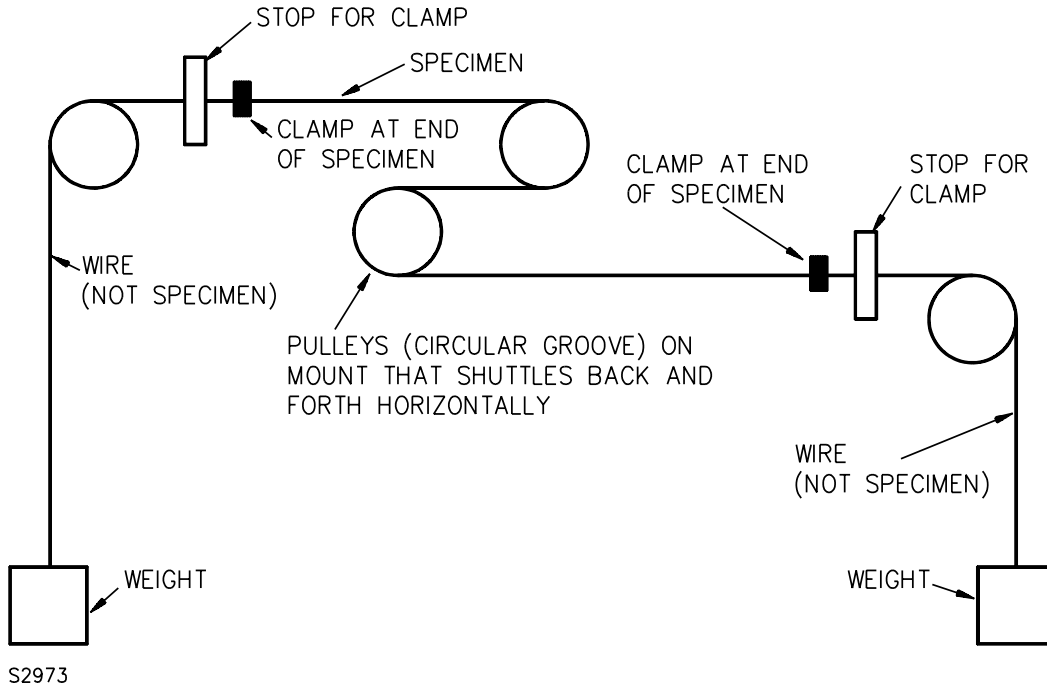 STOP FOR CLAMP
SPECIMEN
CLAMP AT END
OF SPECIMEN
CLAMP AT END
OF SPECIMEN
STOP FOR
CLAMP
WIRE
(NOT SPECIMEN)
PULLEYS (CIRCULAR GROOVE) ON
MOUNT THAT SHUTTLES BACK AND
FORTH HORIZONTALLY
WIRE
(NOT SPECIMEN)
WEIGHT
WEIGHT
S2973